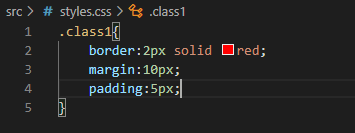 src > # styles.css > .class1
1 .class1{
2 border:2px solid red;
3 margin:10px;
4 padding:5px;
5 }